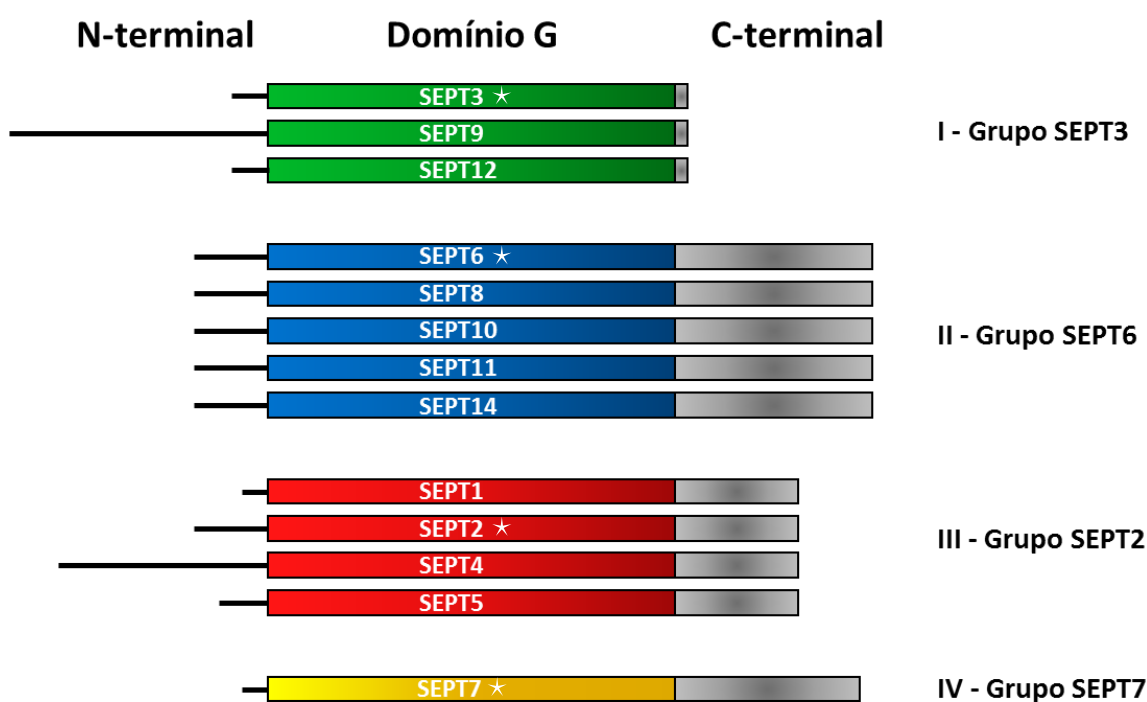 N-terminal Domínio G C-terminal
SEPT3 ☆
SEPT9
SEPT12
I - Grupo SEPT3
SEPT6 ☆
SEPT8
SEPT10
SEPT11
SEPT14
II - Grupo SEPT6
SEPT1
SEPT2 ☆
SEPT4
SEPT5
III - Grupo SEPT2
SEPT7 ☆
IV - Grupo SEPT7